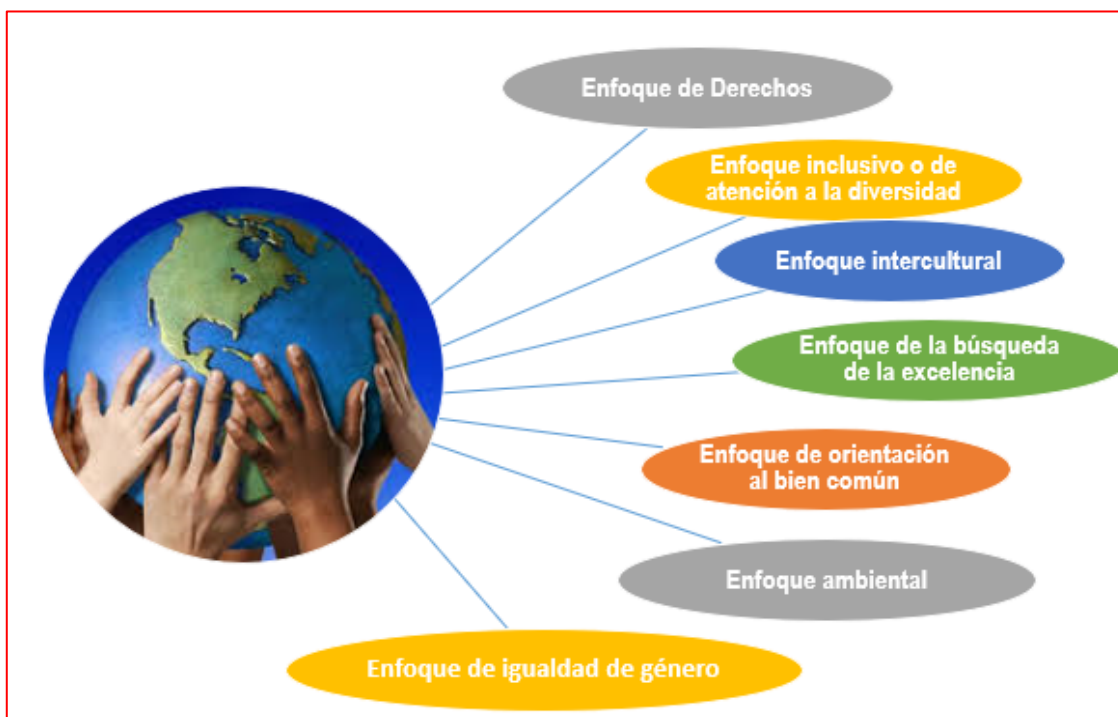 Enfoque de Derechos
Enfoque inclusivo o de
atención a la diversidad
Enfoque intercultural
Enfoque de la búsqueda
de la excelencia
Enfoque de orientación
al bien común
Enfoque ambiental
Enfoque de igualdad de género